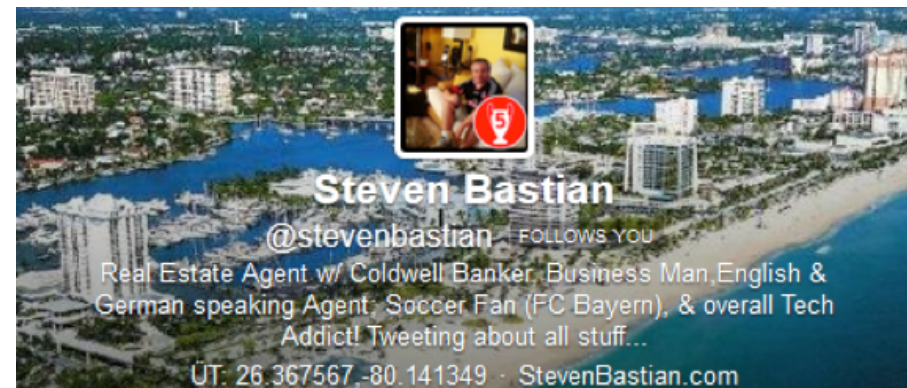 5
Steven Bastian
@stevenbastian FOLLOWS YOU
Real Estate Agent w/ Coldwell Banker. Business Man,English &
German speaking Agent. Soccer Fan (FC Bayern), & overall Tech
Addict! Tweeting about all stuff...
ÜT: 26.367567,-80.141349 · StevenBastian.com